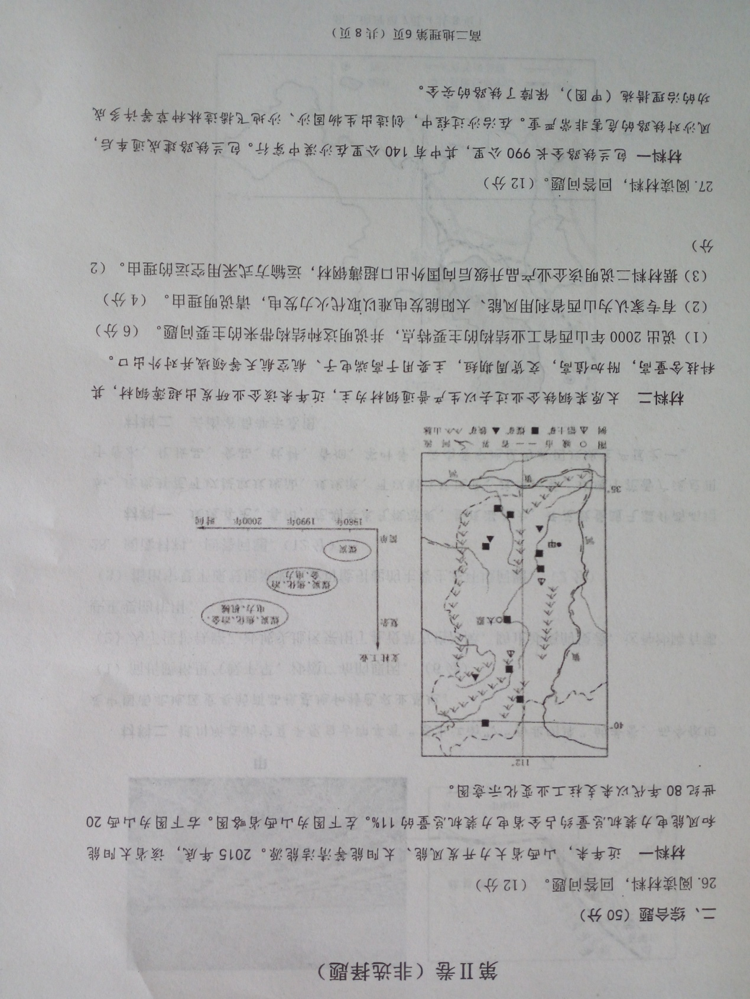 第II卷（非选择题）
二、综合题（50分）
26. 阅读材料，回答问题。（12分）
材料一 近年来，山西省大力开发风能、太阳能等清洁能源。2015年底，该省太阳能
和风能电力装机总量约占全省电力装机总量的11%。左下图为山西省略图。右下图为山西20
世纪80年代以来支柱工业变化示意图。
112°
40°
黄
太原
甲
河
35°
黄
河
图 城市 省界 河流
例 铝土矿 煤矿 铁矿 山脉
支柱工业
复杂
煤炭、焦化、冶金、
电力、机械
煤炭、焦化、冶
金、电力
煤炭
简单
1980年 1990年 2000年 时间
材料二 太原某钢铁企业过去以生产普通钢材为主，近年来该企业研发出超薄钢材，其
科技含量高，附加值高，交货周期短，主要用于高端电子、航空航天等领域并对外出口。
（1）说出2000年山西省工业结构的主要特点，并说明这种结构带来的主要问题。（6分）
（2）有专家认为山西省利用风能、太阳能发电难以取代火力发电，请说明理由。（4分）
（3）据材料二说明该企业产品升级后向国外出口超薄钢材，运输方式采用空运的理由。（2
分）
27. 阅读材料，回答问题。（12分）
材料一 包兰铁路全长990公里，其中有140公里在沙漠中穿行。包兰铁路建成通车后，
风沙对铁路的危害非常严重。在治沙过程中，创造出生物固沙、沙地飞播造林种草等许多成
功的治理措施（甲图），保障了铁路的安全。
高二地理第6页（共8页）